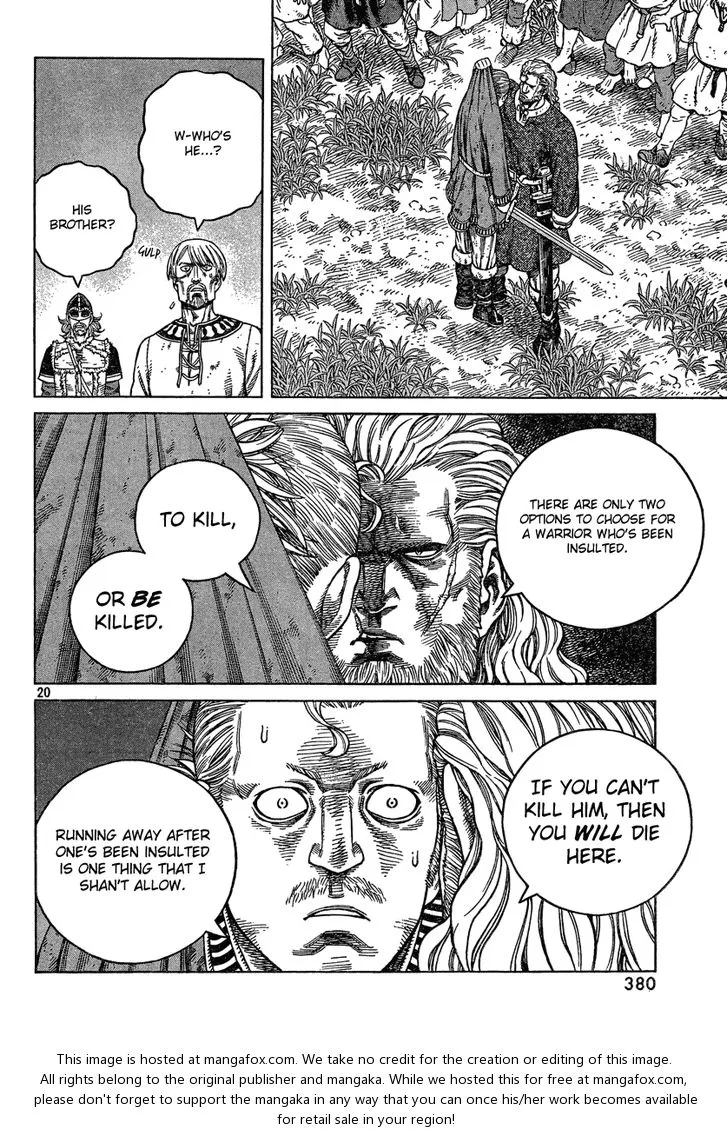 W-WHO'S
HE...?
HIS
BROTHER?
GULP
THERE ARE ONLY TWO
OPTIONS TO CHOOSE FOR
A WARRIOR WHO'S BEEN
INSULTED.
TO KILL,
OR BE
KILLED.
20
IF YOU CAN'T
KILL HIM, THEN
YOU WILL DIE
HERE.
RUNNING AWAY AFTER
ONE'S BEEN INSULTED
IS ONE THING THAT I
SHAN'T ALLOW.
380
This image is hosted at mangafox.com. We take no credit for the creation or editing of this image.
All rights belong to the original publisher and mangaka. While we hosted this for free at mangafox.com,
please don't forget to support the mangaka in any way that you can once his/her work becomes available
for retail sale in your region!